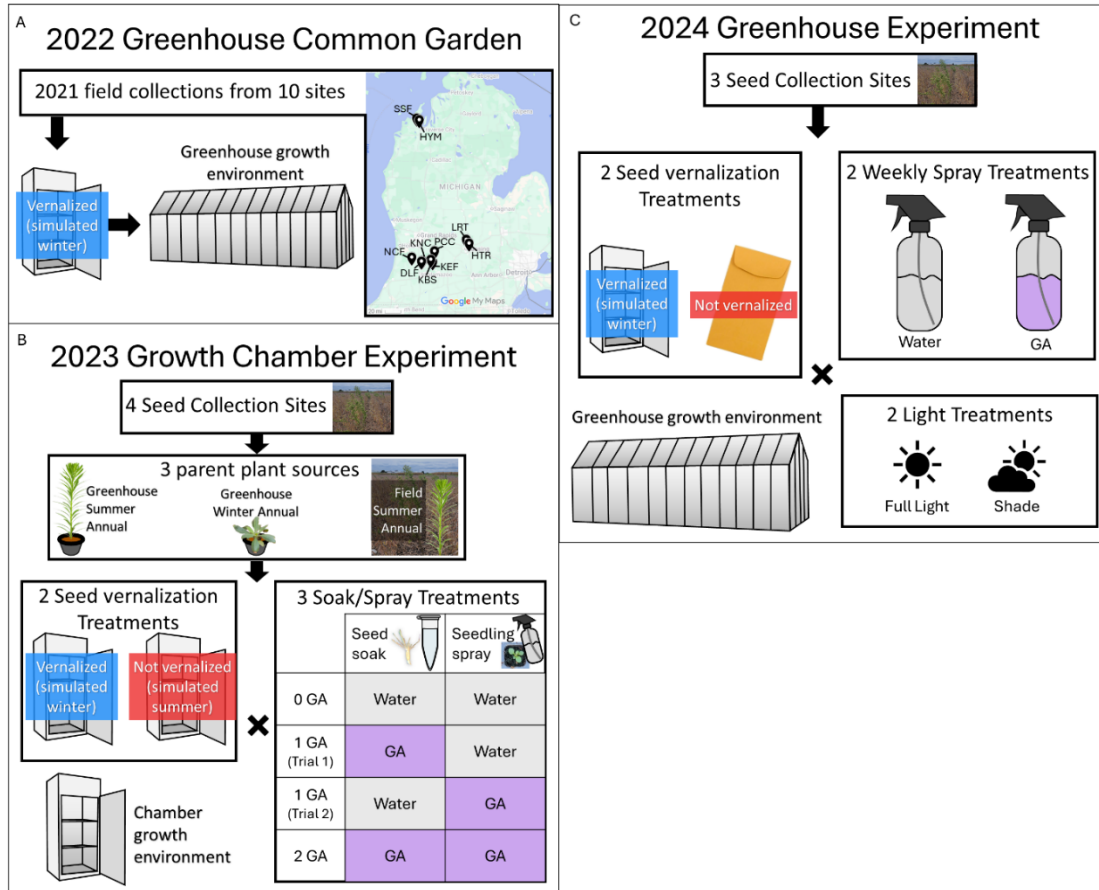 A
2022 Greenhouse Common Garden
2021 field collections from 10 sites
Vernalized
(simulated
winter)
Greenhouse growth
environment
SSF
HYM
MICHIGAN
LRT
HTR
KNC
PCC
NCF
KEF
DLF
KBS
Detroit
Google My Maps
B
2023 Growth Chamber Experiment
4 Seed Collection Sites
3 parent plant sources
Greenhouse
Summer
Annual
Greenhouse
Winter Annual
Field
Summer
Annual
2 Seed vernalization
Treatments
Vernalized
(simulated
winter)
Not vernalized
(simulated
summer)
3 Soak/Spray Treatments
Seed
soak
Seedling
spray
0 GA
Water
Water
1 GA
(Trial 1)
GA
Water
1 GA
(Trial 2)
Water
GA
2 GA
GA
GA
Chamber
growth
environment
C
2024 Greenhouse Experiment
3 Seed Collection Sites
2 Seed vernalization
Treatments
Vernalized
(simulated
winter)
Not vernalized
2 Weekly Spray Treatments
Water
GA
Greenhouse growth environment
2 Light Treatments
Full Light
Shade